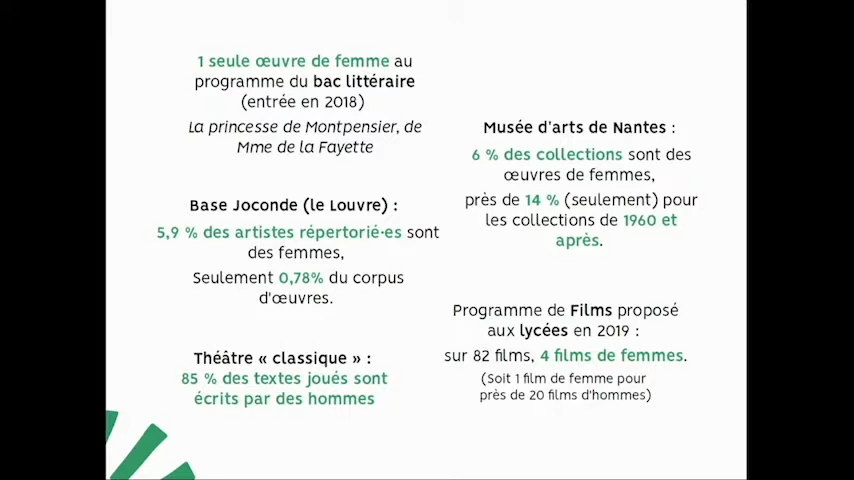 1 seule œuvre de femme au
programme du bac littéraire
(entrée en 2018)
La princesse de Montpensier, de
Mme de la Fayette
Base Joconde (le Louvre) :
5,9 % des artistes répertorié·es sont
des femmes,
Seulement 0,78% du corpus
d'œuvres.
Théâtre « classique » :
85 % des textes joués sont
écrits par des hommes
Musée d'arts de Nantes :
6 % des collections sont des
œuvres de femmes,
près de 14 % (seulement) pour
les collections de 1960 et
après.
Programme de Films proposé
aux lycées en 2019 :
sur 82 films, 4 films de femmes.
(Soit 1 film de femme pour
près de 20 films d'hommes)